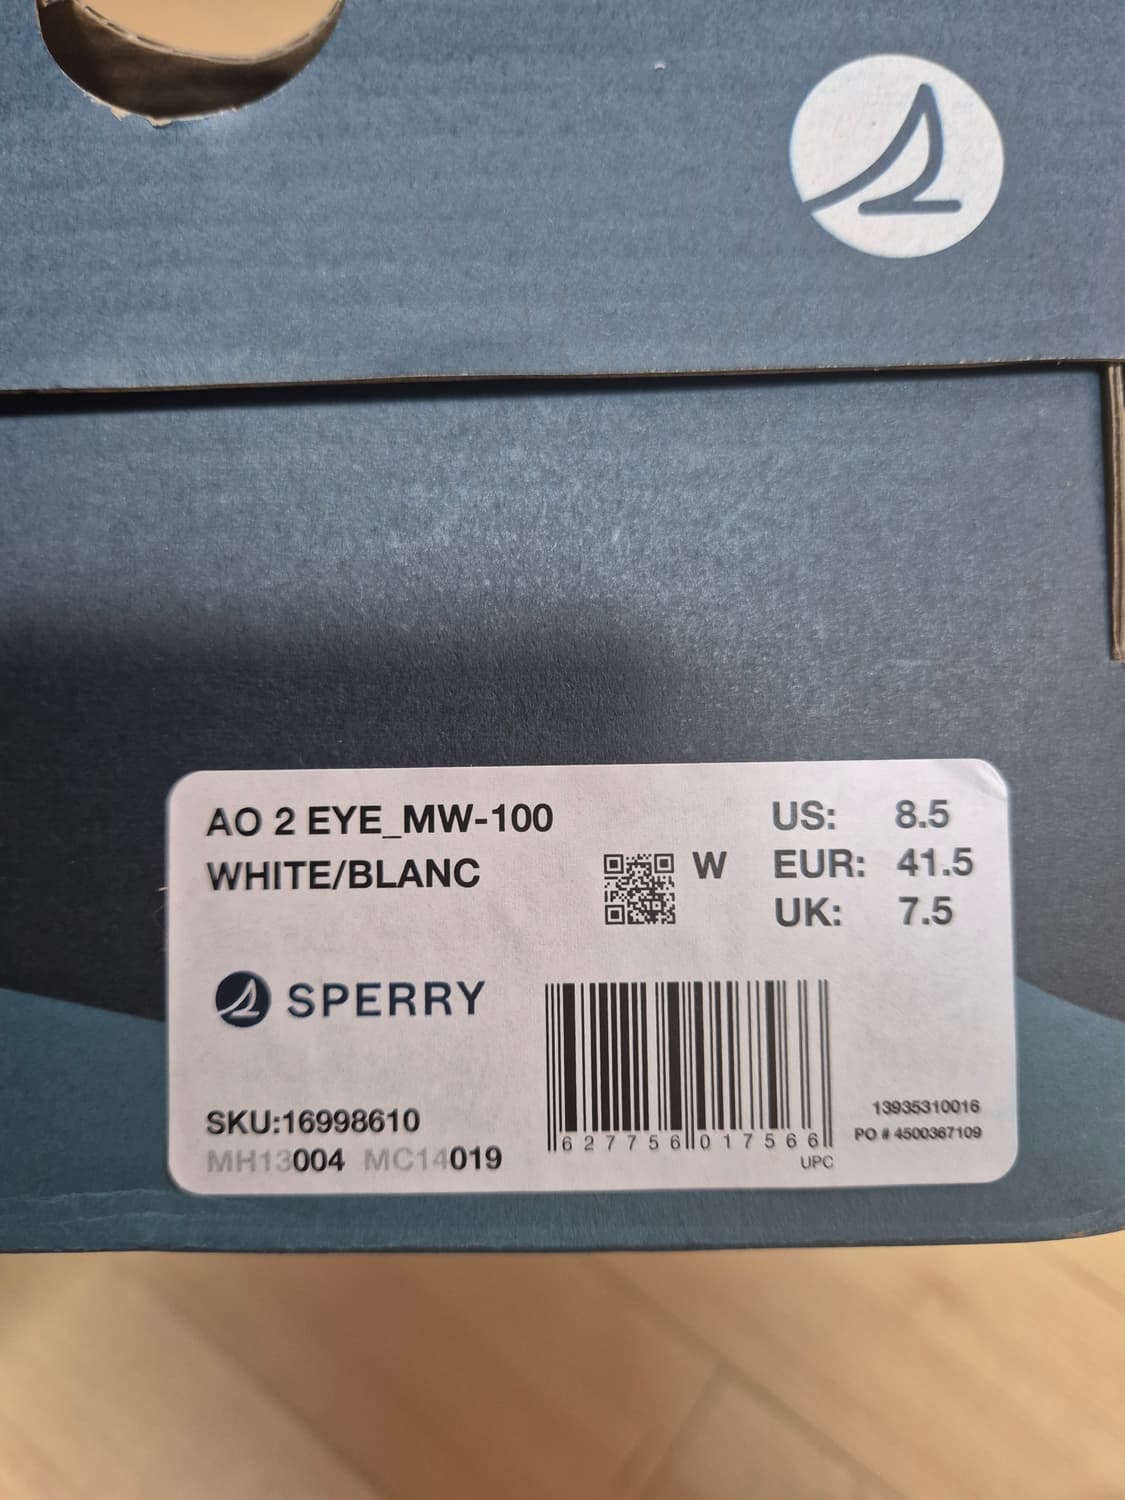 AO 2 EYE_MW-100
WHITE/BLANC
W
US: 8.5
EUR: 41.5
UK: 7.5
SPERRY
SKU:16998610
MH13004 MC14019
6 27756 01756 6
UPC
13935310016
PO # 4500367109